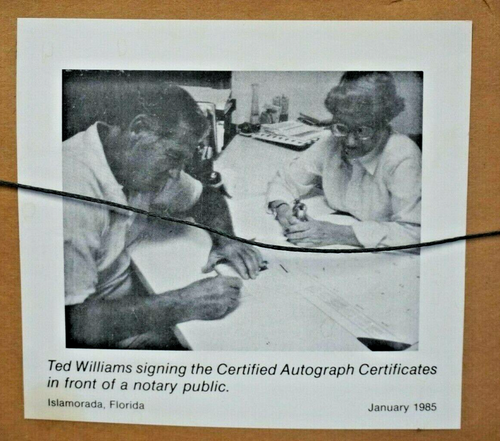 Ted Williams signing the Certified Autograph Certificates
in front of a notary public.
Islamorada, Florida January 1985